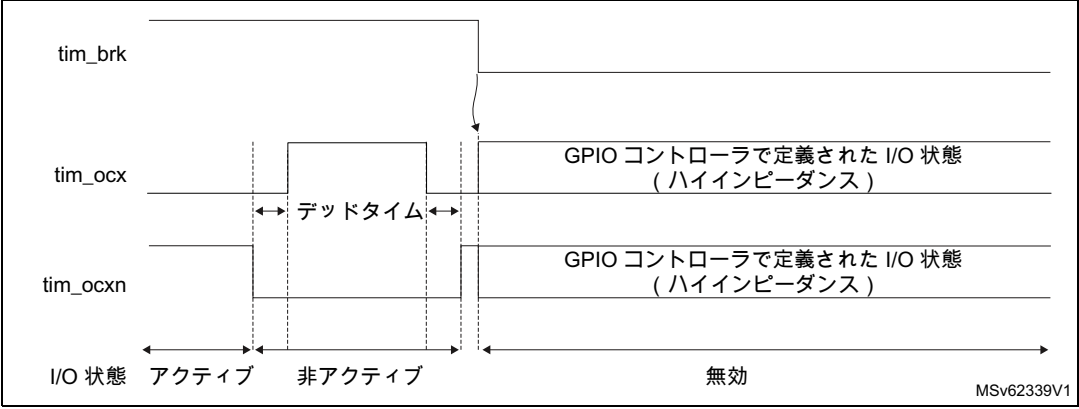 tim_brk
tim_ocx
GPIO コントローラで定義された I/O 状態
(ハイインピーダンス)
デッドタイム
tim_ocxn
GPIO コントローラで定義された I/O 状態
(ハイインピーダンス)
I/O 状態 アクティブ 非アクティブ 無効
MSv62339V1